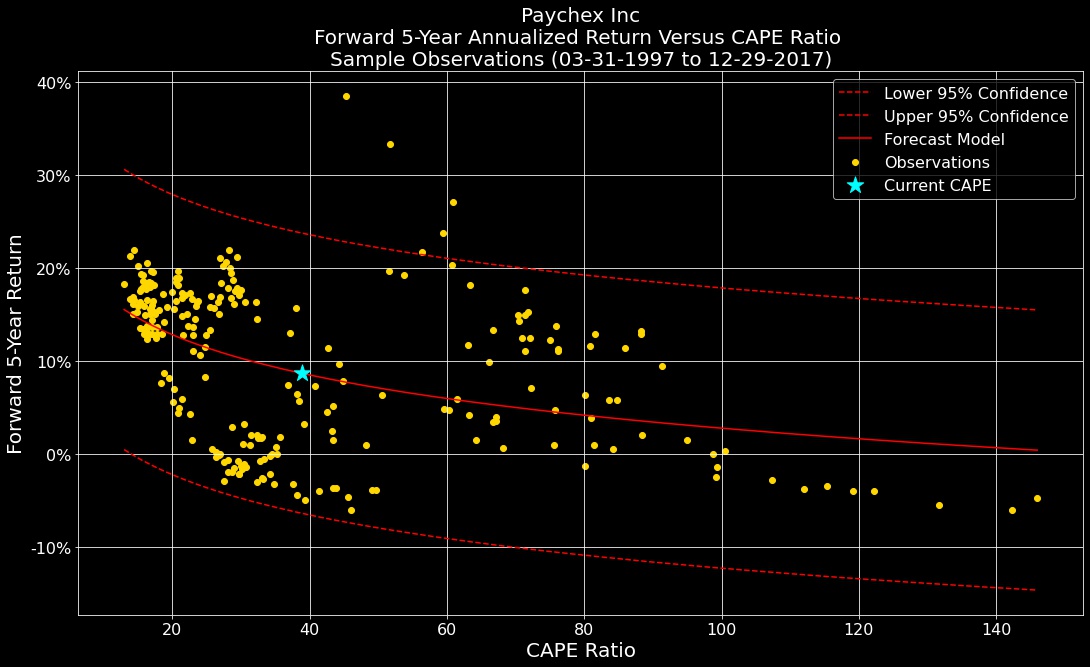 Paychex Inc
Forward 5-Year Annualized Return Versus CAPE Ratio
Sample Observations (03-31-1997 to 12-29-2017)
Lower 95% Confidence
Upper 95% Confidence
Forecast Model
Observations
Current CAPE
Forward 5-Year Return
40%
30%
20%
10%
0%
-10%
20 40 60 80 100 120 140
CAPE Ratio